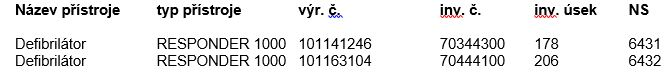 Název přístroje typ přístroje výr. č. inv. č. inv. úsek NS
Defibrilátor RESPONDER 1000 101141246 70344300 178 6431
Defibrilátor RESPONDER 1000 101163104 70444100 206 6432